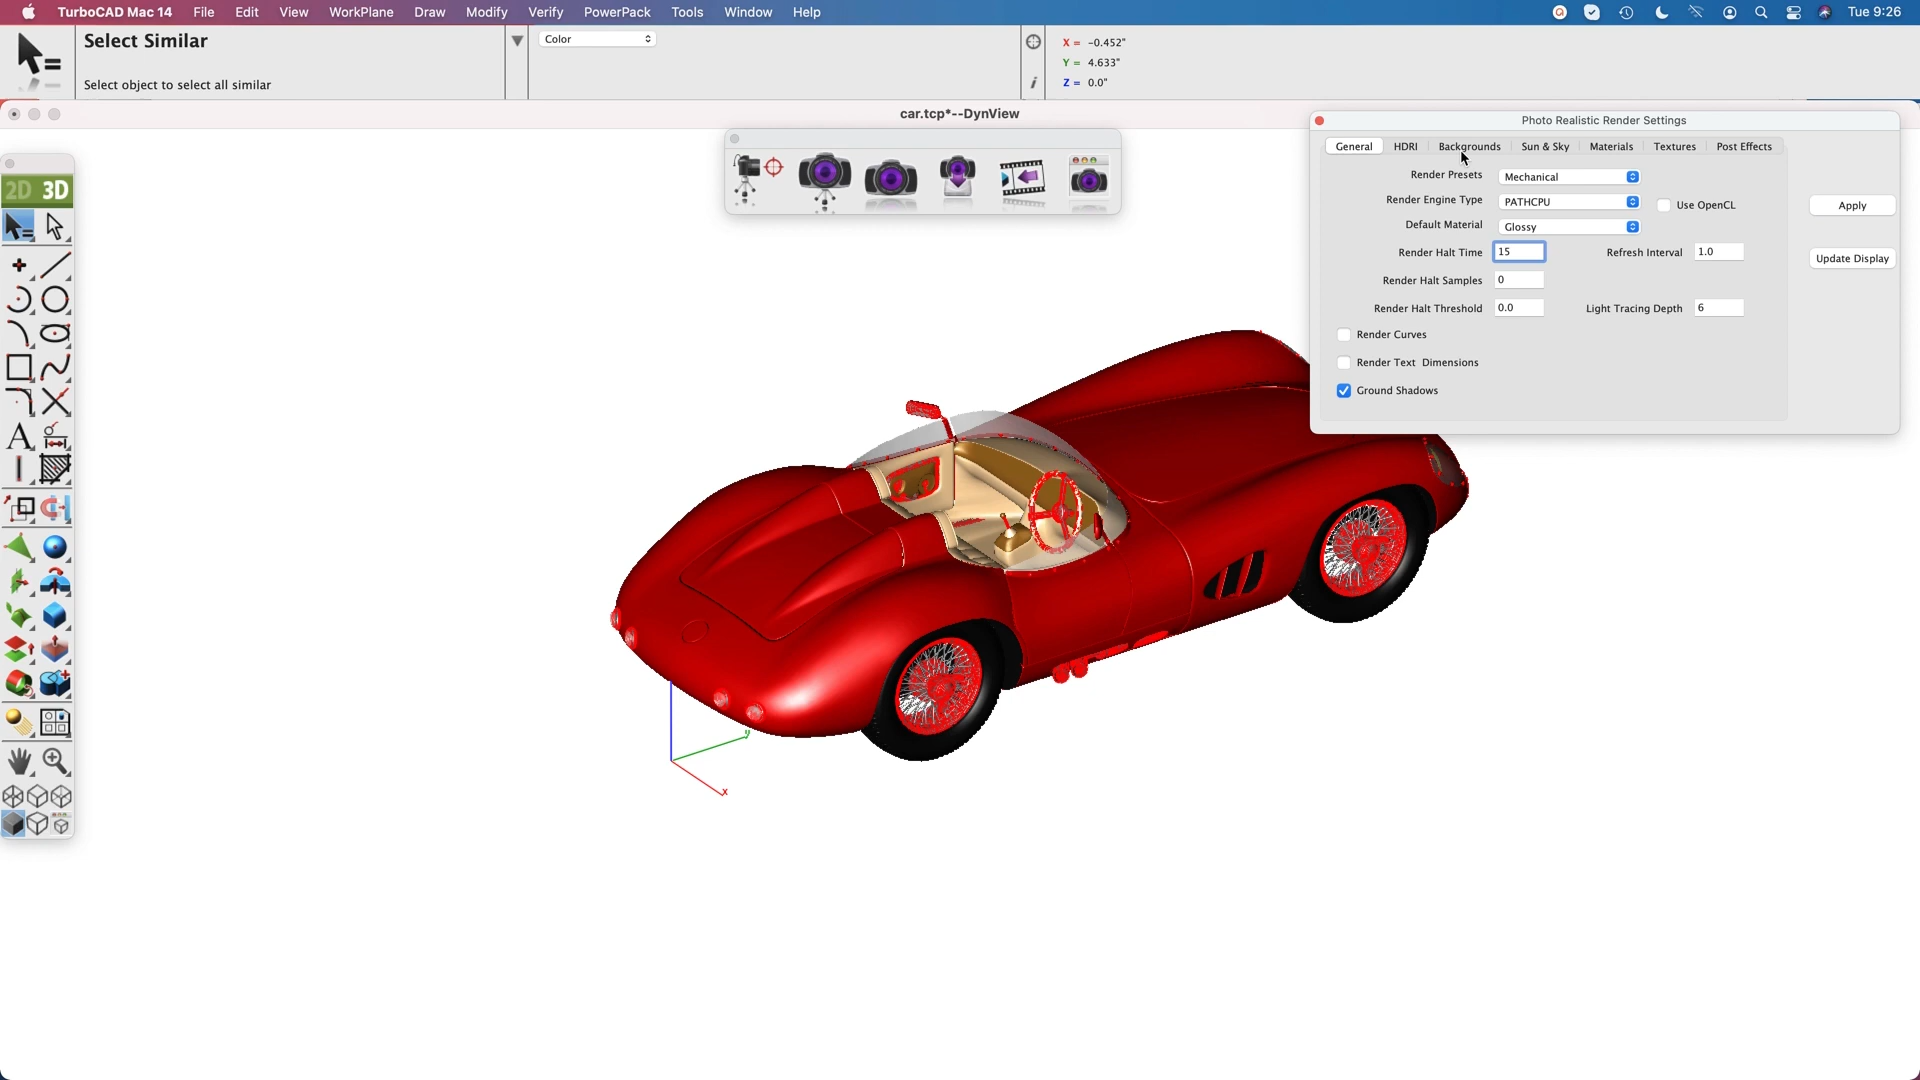 TurboCAD Mac 14 File Edit View WorkPlane Draw Modify Verify PowerPack Tools Window Help Tue 9:26
Select Similar
Select object to select all similar
Color
X = -0.452"
Y = 4.633"
Z = 0.0"
car.tcp*--DynView
2D 3D
Photo Realistic Render Settings
General HDRI Backgrounds Sun & Sky Materials Textures Post Effects
Render Presets Mechanical
Render Engine Type PATHCPU Use OpenCL Apply
Default Material Glossy
Render Halt Time 15 Refresh Interval 1.0 Update Display
Render Halt Samples 0
Render Halt Threshold 0.0 Light Tracing Depth 6
Render Curves
Render Text Dimensions
Ground Shadows
y
x